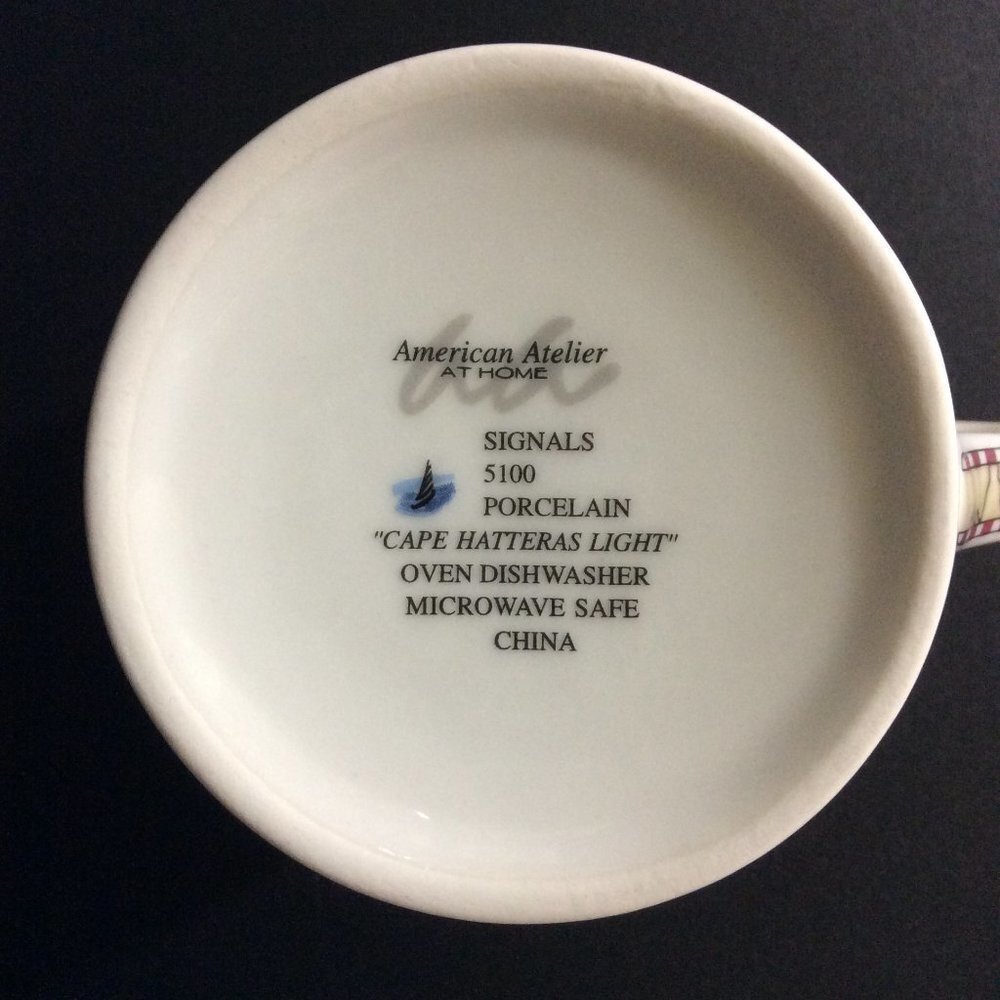 American Atelier
AT HOME
SIGNALS
5100
PORCELAIN
"CAPE HATTERAS LIGHT"
OVEN DISHWASHER
MICROWAVE SAFE
CHINA